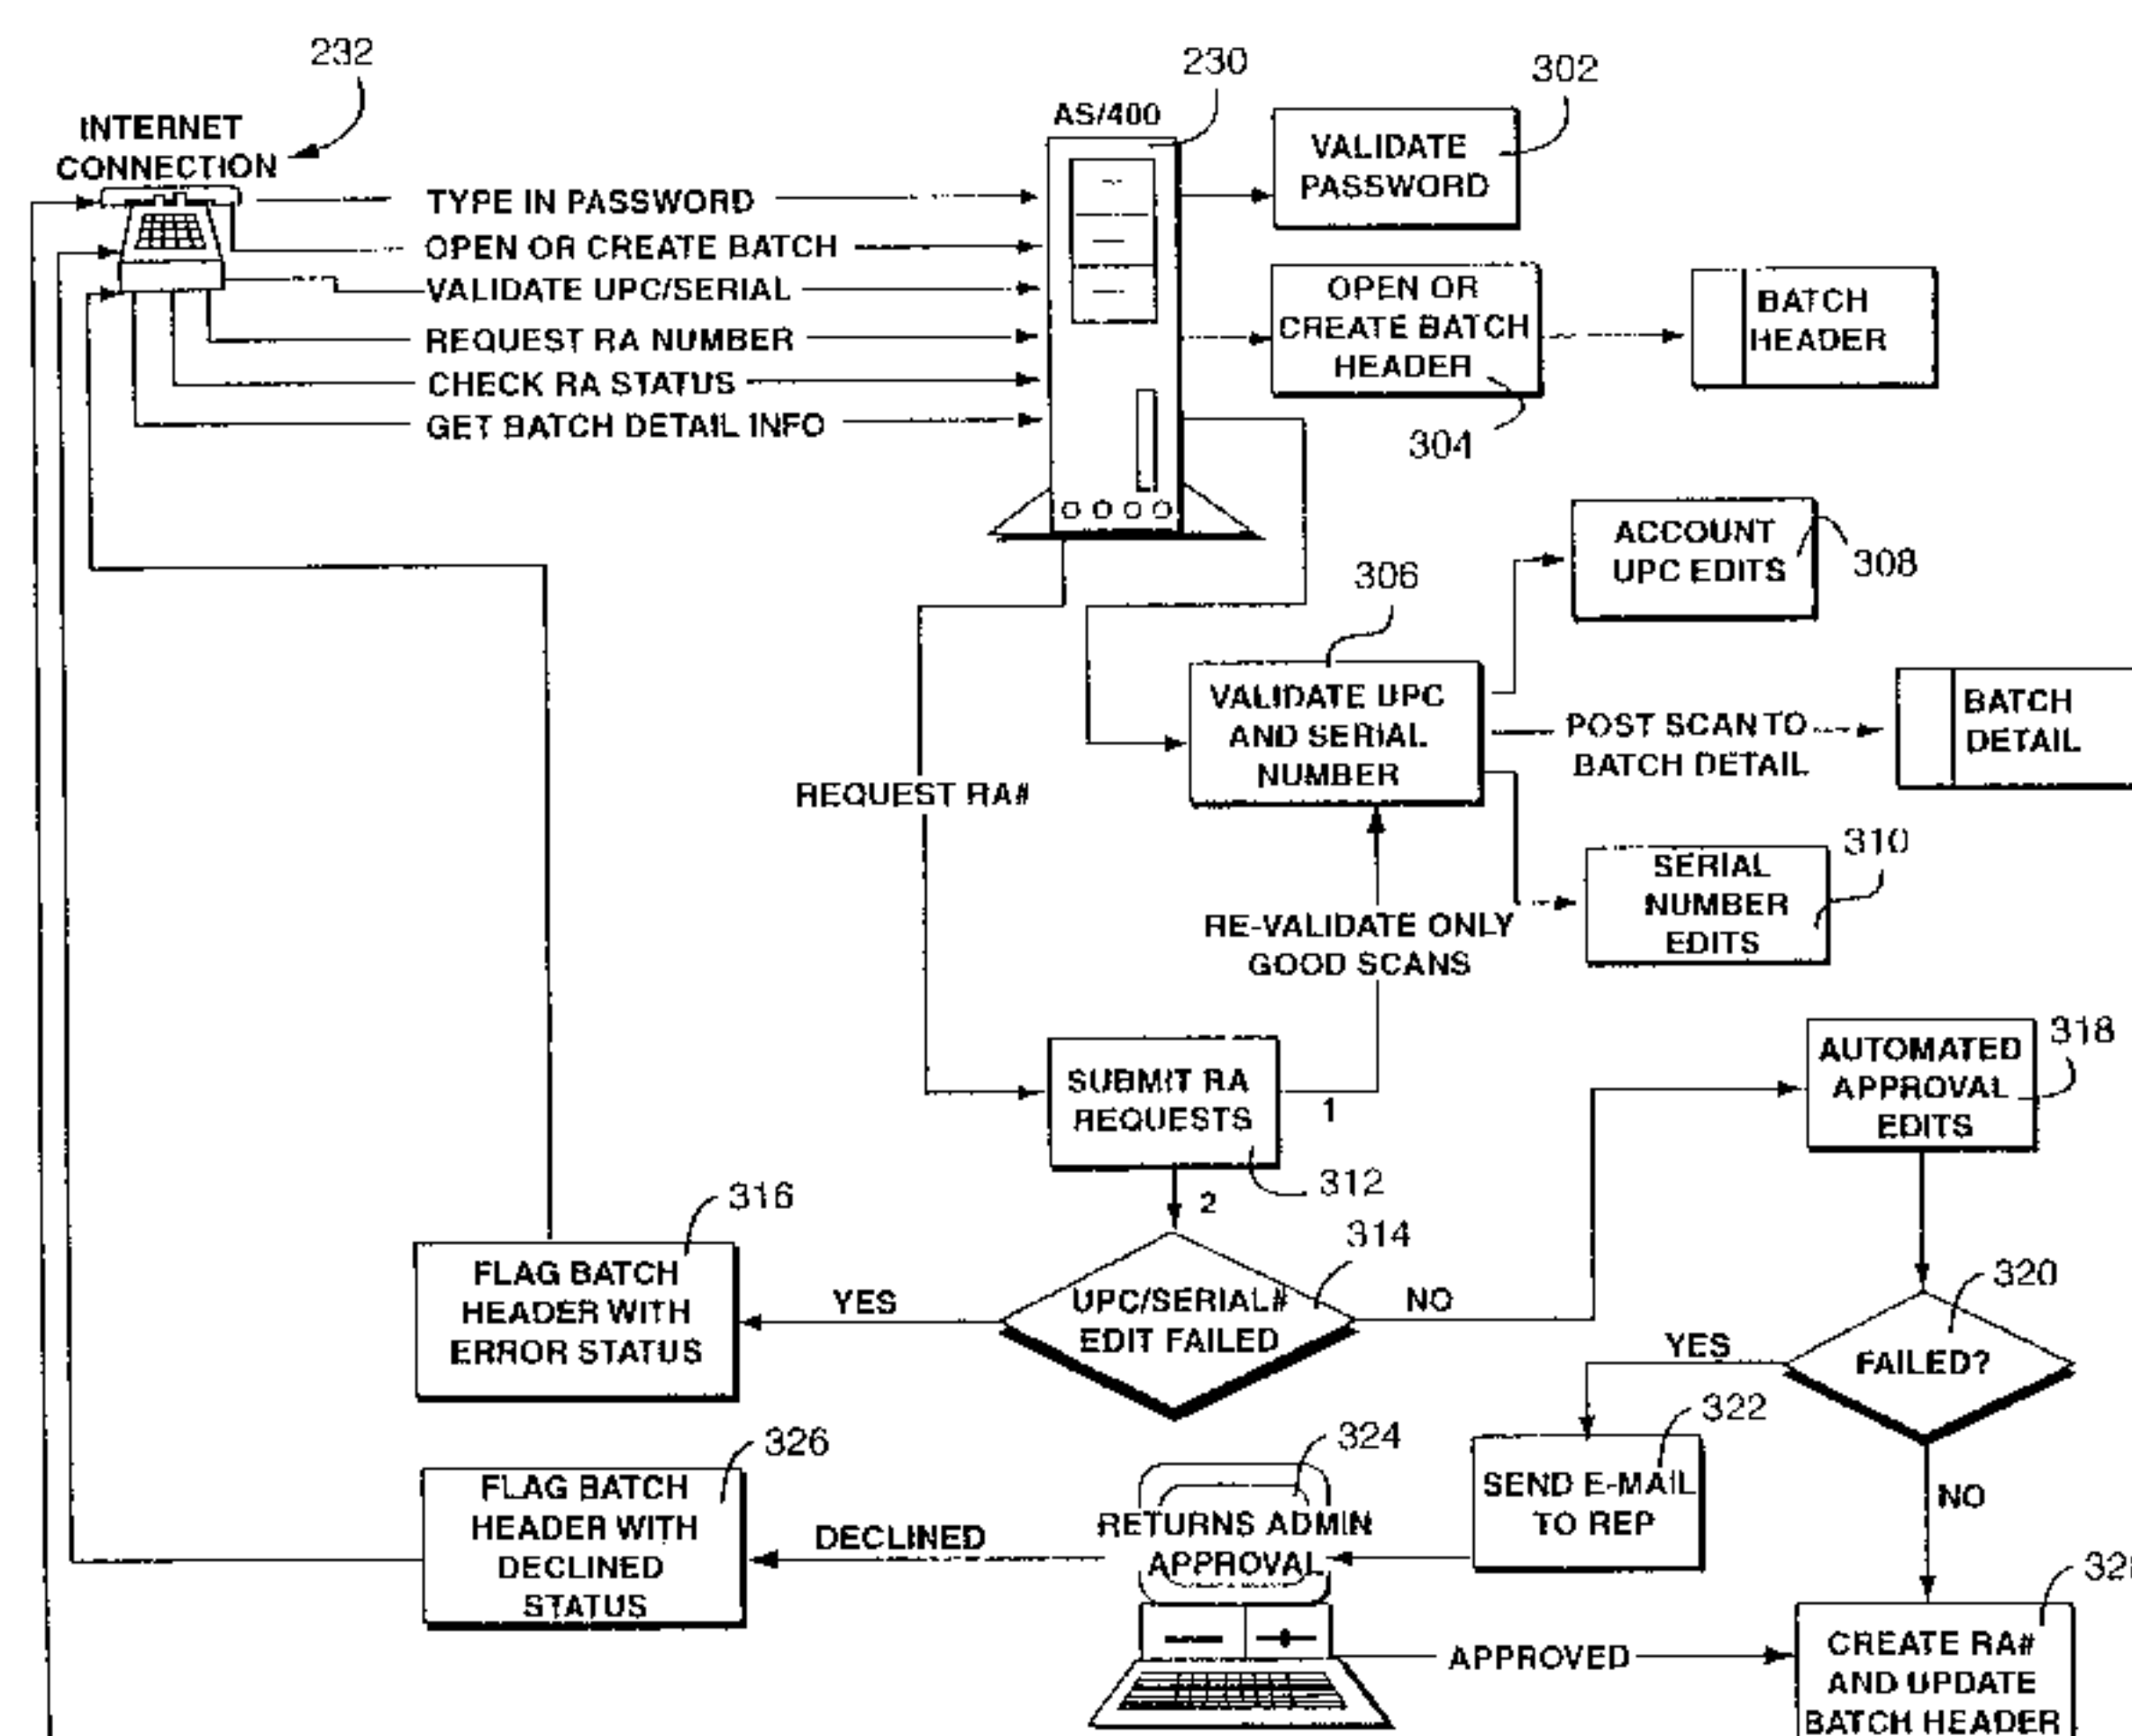 232
230
302
AS/400
INTERNET
CONNECTION
VALIDATE
PASSWORD
TYPE IN PASSWORD
OPEN OR CREATE BATCH
VALIDATE UPC/SERIAL
REQUEST RA NUMBER
CHECK RA STATUS
GET BATCH DETAIL INFO
OPEN OR
CREATE BATCH
HEADER
304
BATCH
HEADER
ACCOUNT
UPC EDITS
308
306
VALIDATE UPC
AND SERIAL
NUMBER
POST SCAN TO
BATCH DETAIL
BATCH
DETAIL
REQUEST RA#
310
SERIAL
NUMBER
EDITS
RE-VALIDATE ONLY
GOOD SCANS
SUBMIT RA
REQUESTS
1
312
2
318
AUTOMATED
APPROVAL
EDITS
316
FLAG BATCH
HEADER WITH
ERROR STATUS
YES
314
UPC/SERIAL#
EDIT FAILED
NO
320
FAILED?
YES
NO
322
SEND E-MAIL
TO REP
324
RETURNS ADMIN
APPROVAL
DECLINED
326
FLAG BATCH
HEADER WITH
DECLINED
STATUS
APPROVED
CREATE RA#
AND UPDATE
BATCH HEADER